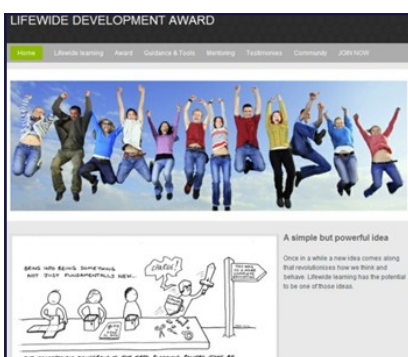 LIFEWIDE DEVELOPMENT AWARD
Home Lifewide learning Award Guidance & Tools Mentoring Testimonies Community JOIN NOW!
A simple but powerful idea
Once in a while a new idea comes along
that revolutionises how we think and
behave. Lifewide learning has the potential
to be one of those ideas.
BRING INTO BEING SOMETHING
NOT JUST FUNDAMENTALLY NEW...
CHARGE!